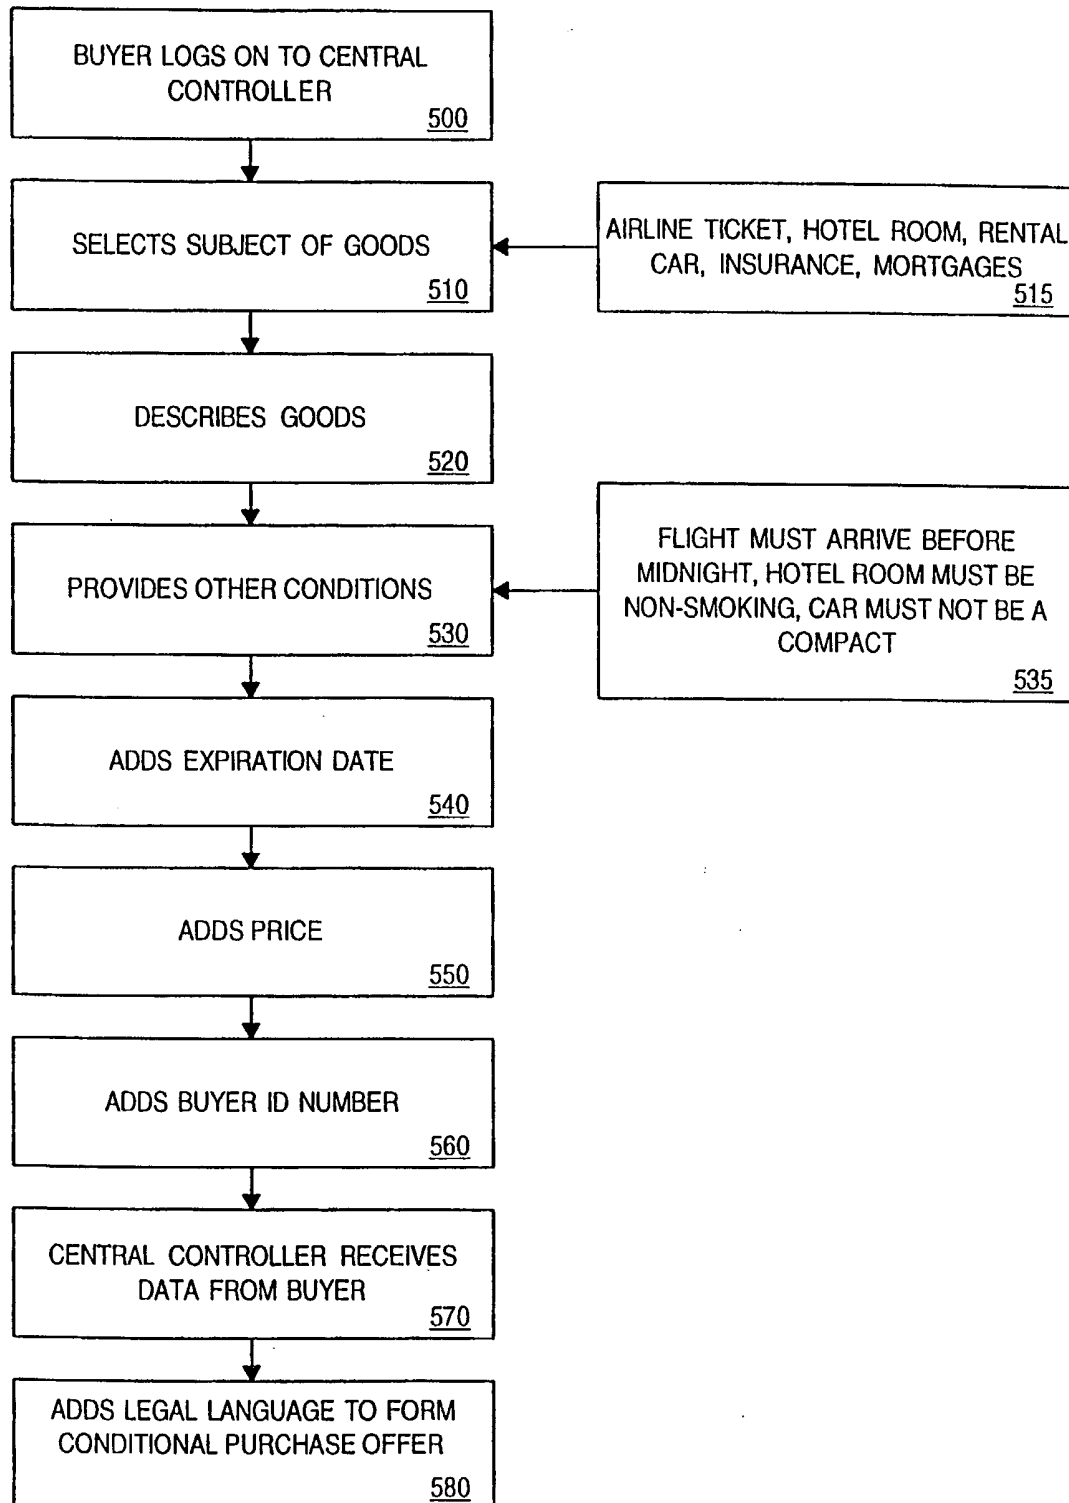 BUYER LOGS ON TO CENTRAL
CONTROLLER
500
SELECTS SUBJECT OF GOODS
510
AIRLINE TICKET, HOTEL ROOM, RENTAL
CAR, INSURANCE, MORTGAGES
515
DESCRIBES GOODS
520
PROVIDES OTHER CONDITIONS
530
FLIGHT MUST ARRIVE BEFORE
MIDNIGHT, HOTEL ROOM MUST BE
NON-SMOKING, CAR MUST NOT BE A
COMPACT
535
ADDS EXPIRATION DATE
540
ADDS PRICE
550
ADDS BUYER ID NUMBER
560
CENTRAL CONTROLLER RECEIVES
DATA FROM BUYER
570
ADDS LEGAL LANGUAGE TO FORM
CONDITIONAL PURCHASE OFFER
580